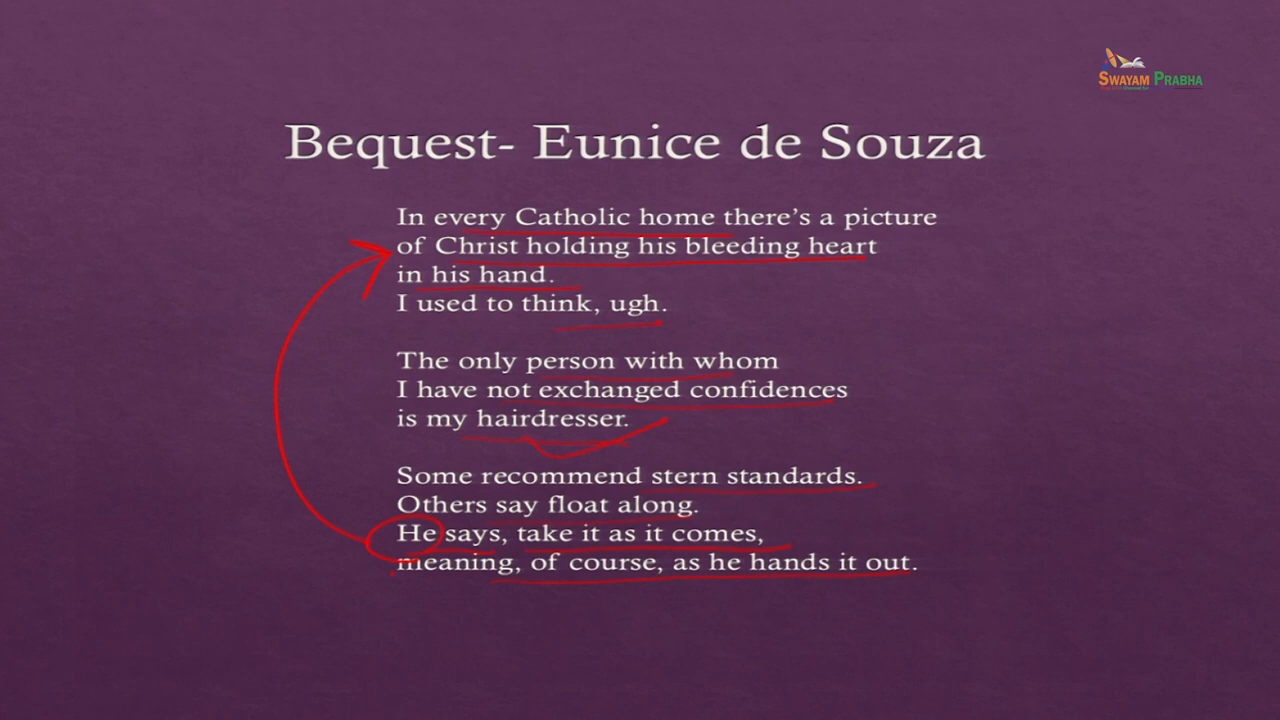 SWAYAM PRABHA
Bequest- Eunice de Souza
In every Catholic home there's a picture
of Christ holding his bleeding heart
in his hand.
I used to think, ugh.
The only person with whom
I have not exchanged confidences
is my hairdresser.
Some recommend stern standards.
Others say float along.
He says, take it as it comes,
meaning, of course, as he hands it out.